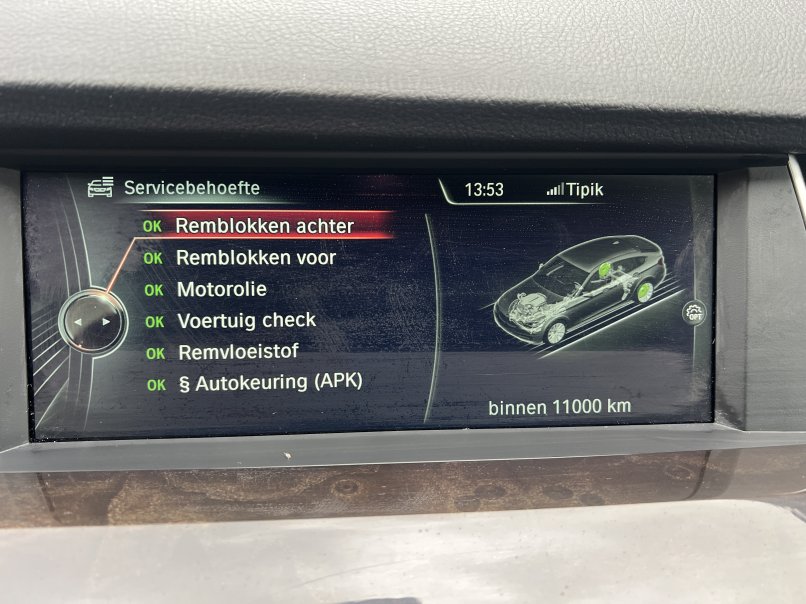 Servicebehoefte
13:53
Tipik
OK Remblokken achter
OK Remblokken voor
OK Motorolie
OK Voertuig check
OK Remvloeistof
OK § Autokeuring (APK)
OPT
binnen 11000 km